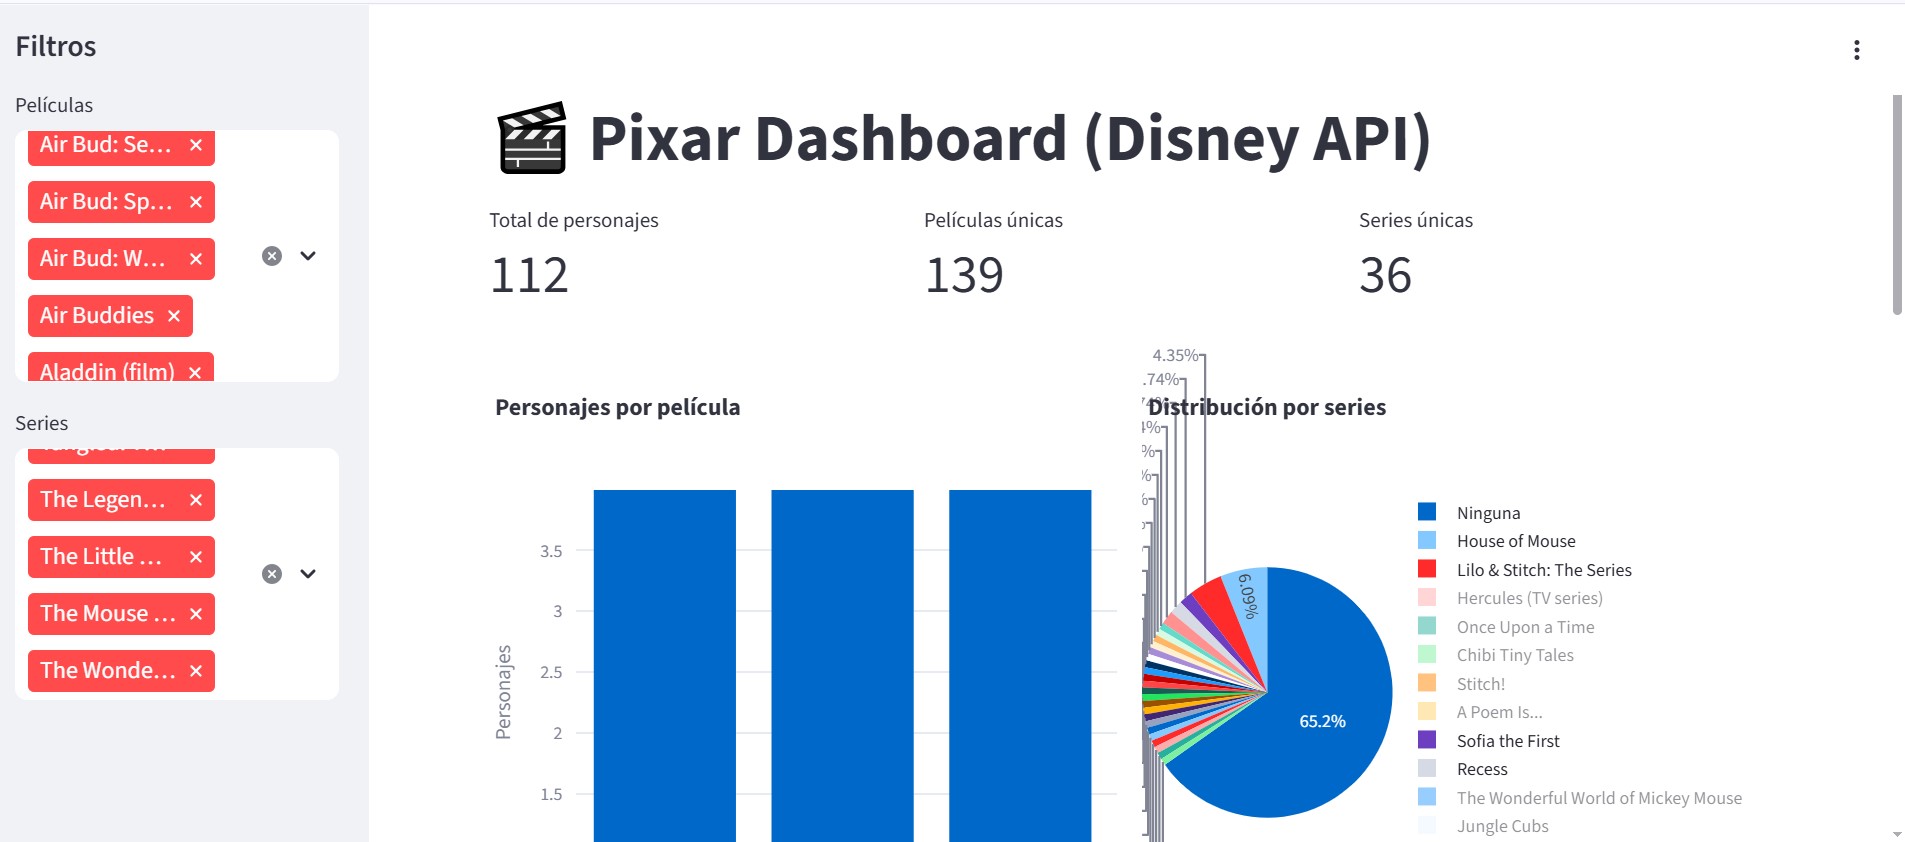 Filtros
Películas
Air Bud: Se...
Air Bud: Sp...
Air Bud: W...
Air Buddies
Aladdin (film)
Series
The Legen...
The Little ...
The Mouse ...
The Wonde...
Pixar Dashboard (Disney API)
Total de personajes
112
Películas únicas
139
Series únicas
36
Personajes por película
3.5
3
2.5
2
1.5
Personajes
Distribución por series
4.35%
.74%
6.09%
65.2%
Ninguna
House of Mouse
Lilo & Stitch: The Series
Hercules (TV series)
Once Upon a Time
Chibi Tiny Tales
Stitch!
A Poem Is...
Sofia the First
Recess
The Wonderful World of Mickey Mouse
Jungle Cubs